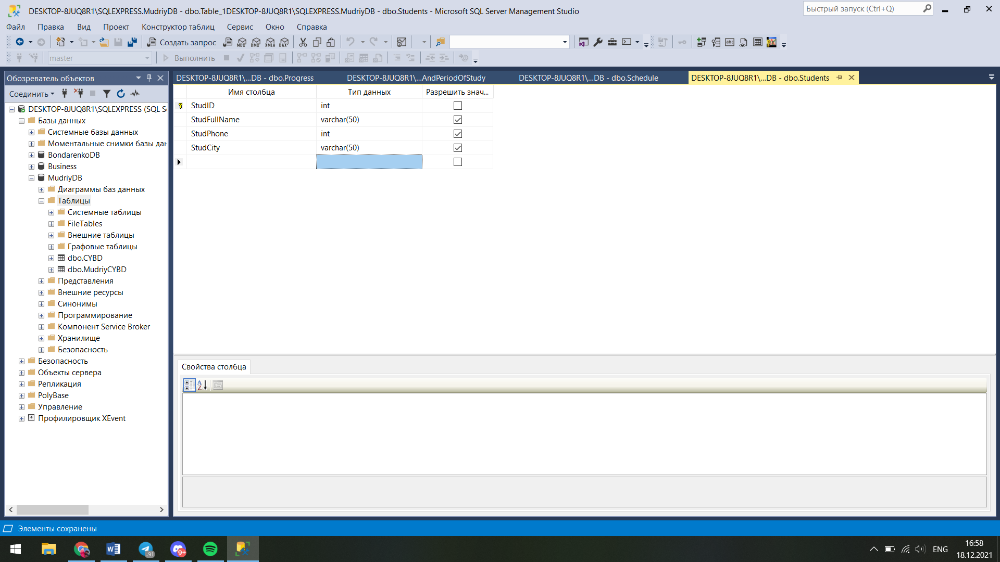 DESKTOP-8JUQ8R1\SQLEXPRESS.MudriyDB - dbo.Table_1DESKTOP-8JUQ8R1\SQLEXPRESS.MudriyDB - dbo.Students - Microsoft SQL Server Management Studio
Быстрый запуск (Ctrl+Q)
Файл Правка Вид Проект Конструктор таблиц Сервис Окно Справка
Создать запрос MDX DMX XMLA DAX
master Выполнить
Обозреватель объектов
Соединить
DESKTOP-8JUQ8R1\SQLEXPRESS (SQL S
Базы данных
Системные базы данных
Моментальные снимки базы дан
BondarenkoDB
Business
MudriyDB
Диаграммы баз данных
Таблицы
Системные таблицы
FileTables
Внешние таблицы
Графовые таблицы
dbo.CYBD
dbo.MudriyCYBD
Представления
Внешние ресурсы
Синонимы
Программирование
Компонент Service Broker
Хранилище
Безопасность
Безопасность
Объекты сервера
Репликация
PolyBase
Управление
Профилировщик XEvent
DESKTOP-8JUQ8R1\...DB - dbo.Progress DESKTOP-8JUQ8R1\...AndPeriodOfStudy DESKTOP-8JUQ8R1\...DB - dbo.Schedule DESKTOP-8JUQ8R1\...DB - dbo.Students
Имя столбца Тип данных Разрешить знач...
StudID int
StudFullName varchar(50)
StudPhone int
StudCity varchar(50)
Свойства столбца
Элементы сохранены
91
9+
ENG
16:58
18.12.2021